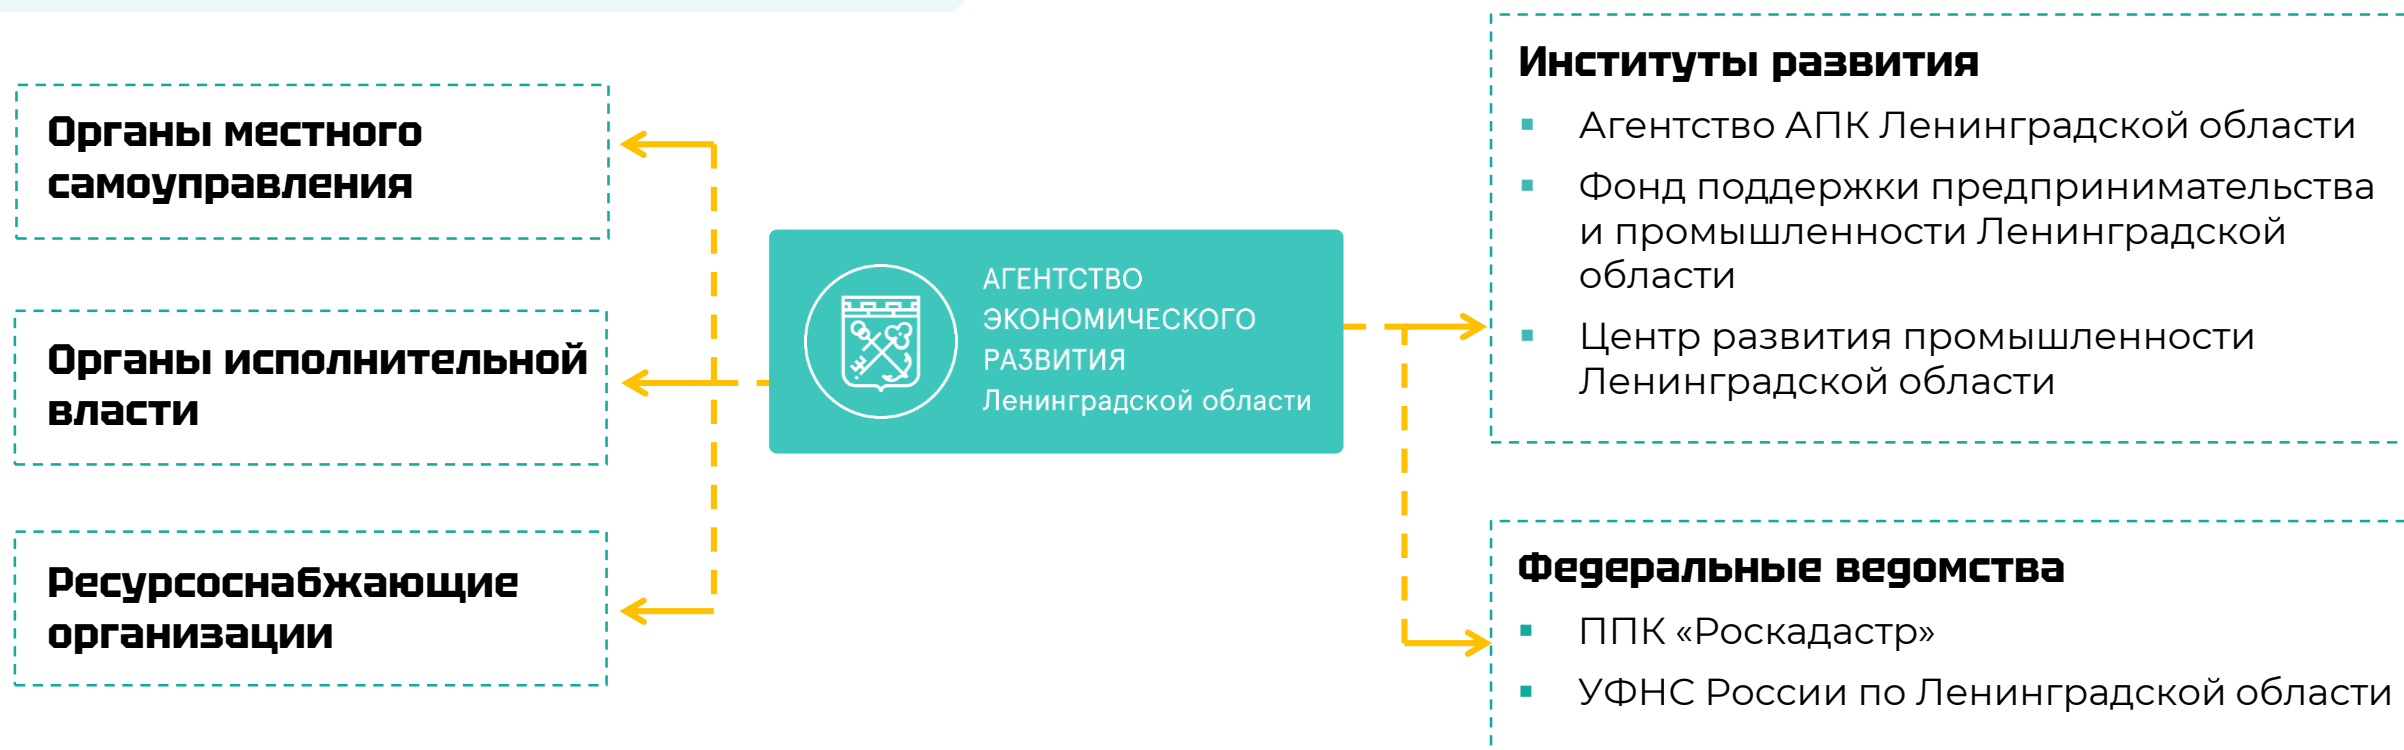 Органы местного
самоуправления
Органы исполнительной
власти
Ресурсоснабжающие
организации
АГЕНТСТВО
ЭКОНОМИЧЕСКОГО
РАЗВИТИЯ
Ленинградской области
Институты развития
▪ Агентство АПК Ленинградской области
▪ Фонд поддержки предпринимательства
и промышленности Ленинградской
области
▪ Центр развития промышленности
Ленинградской области
Федеральные ведомства
▪ ППК «Роскадастр»
▪ УФНС России по Ленинградской области